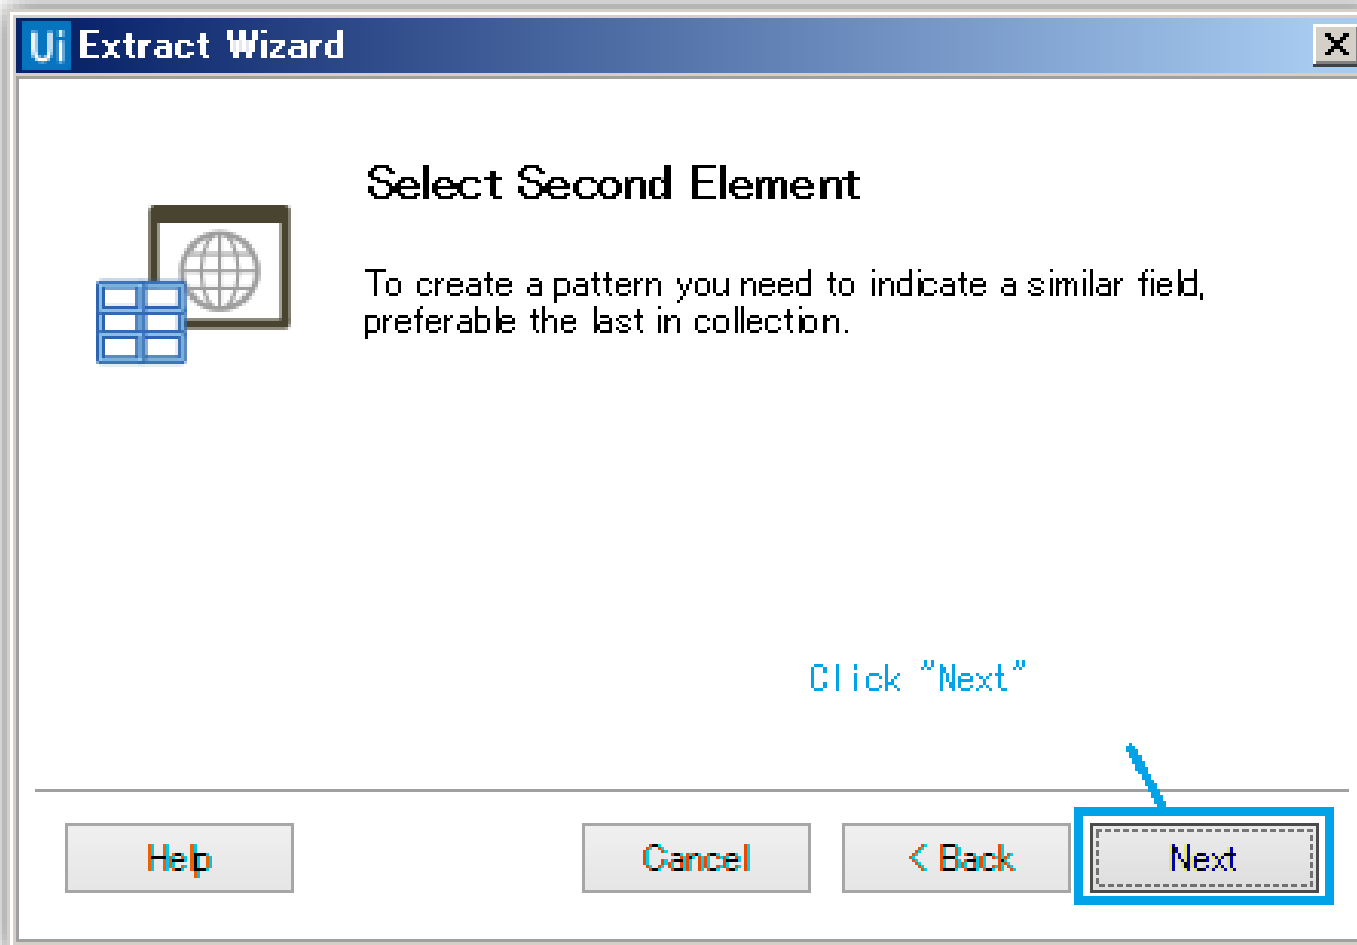 Ui Extract Wizard
Select Second Element
To create a pattern you need to indicate a similar field,
preferable the last in collection.
Click "Next"
Help Cancel < Back Next